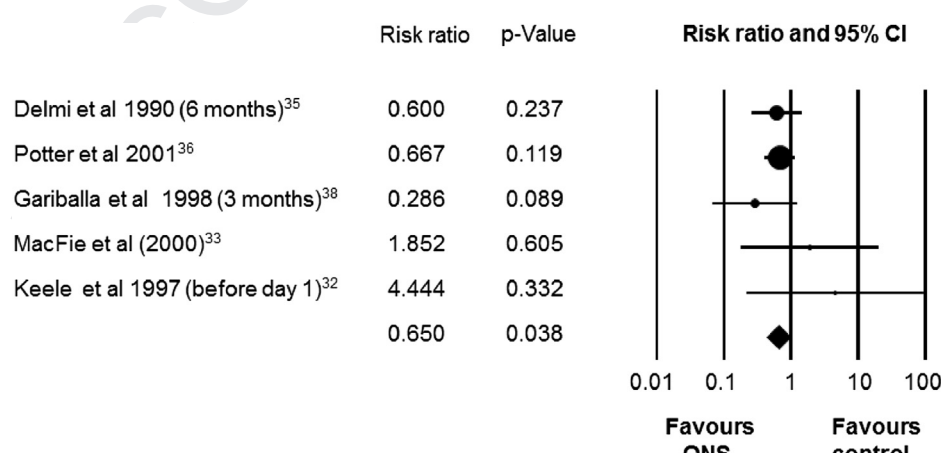 Risk ratio p-Value Risk ratio and 95% CI
Delmi et al 1990 (6 months)35 0.600 0.237
Potter et al 200136 0.667 0.119
Gariballa et al 1998 (3 months)38 0.286 0.089
MacFie et al (2000)33 1.852 0.605
Keele et al 1997 (before day 1)32 4.444 0.332
0.650 0.038
0.01 0.1 1 10 100
Favours Favours
ONS control